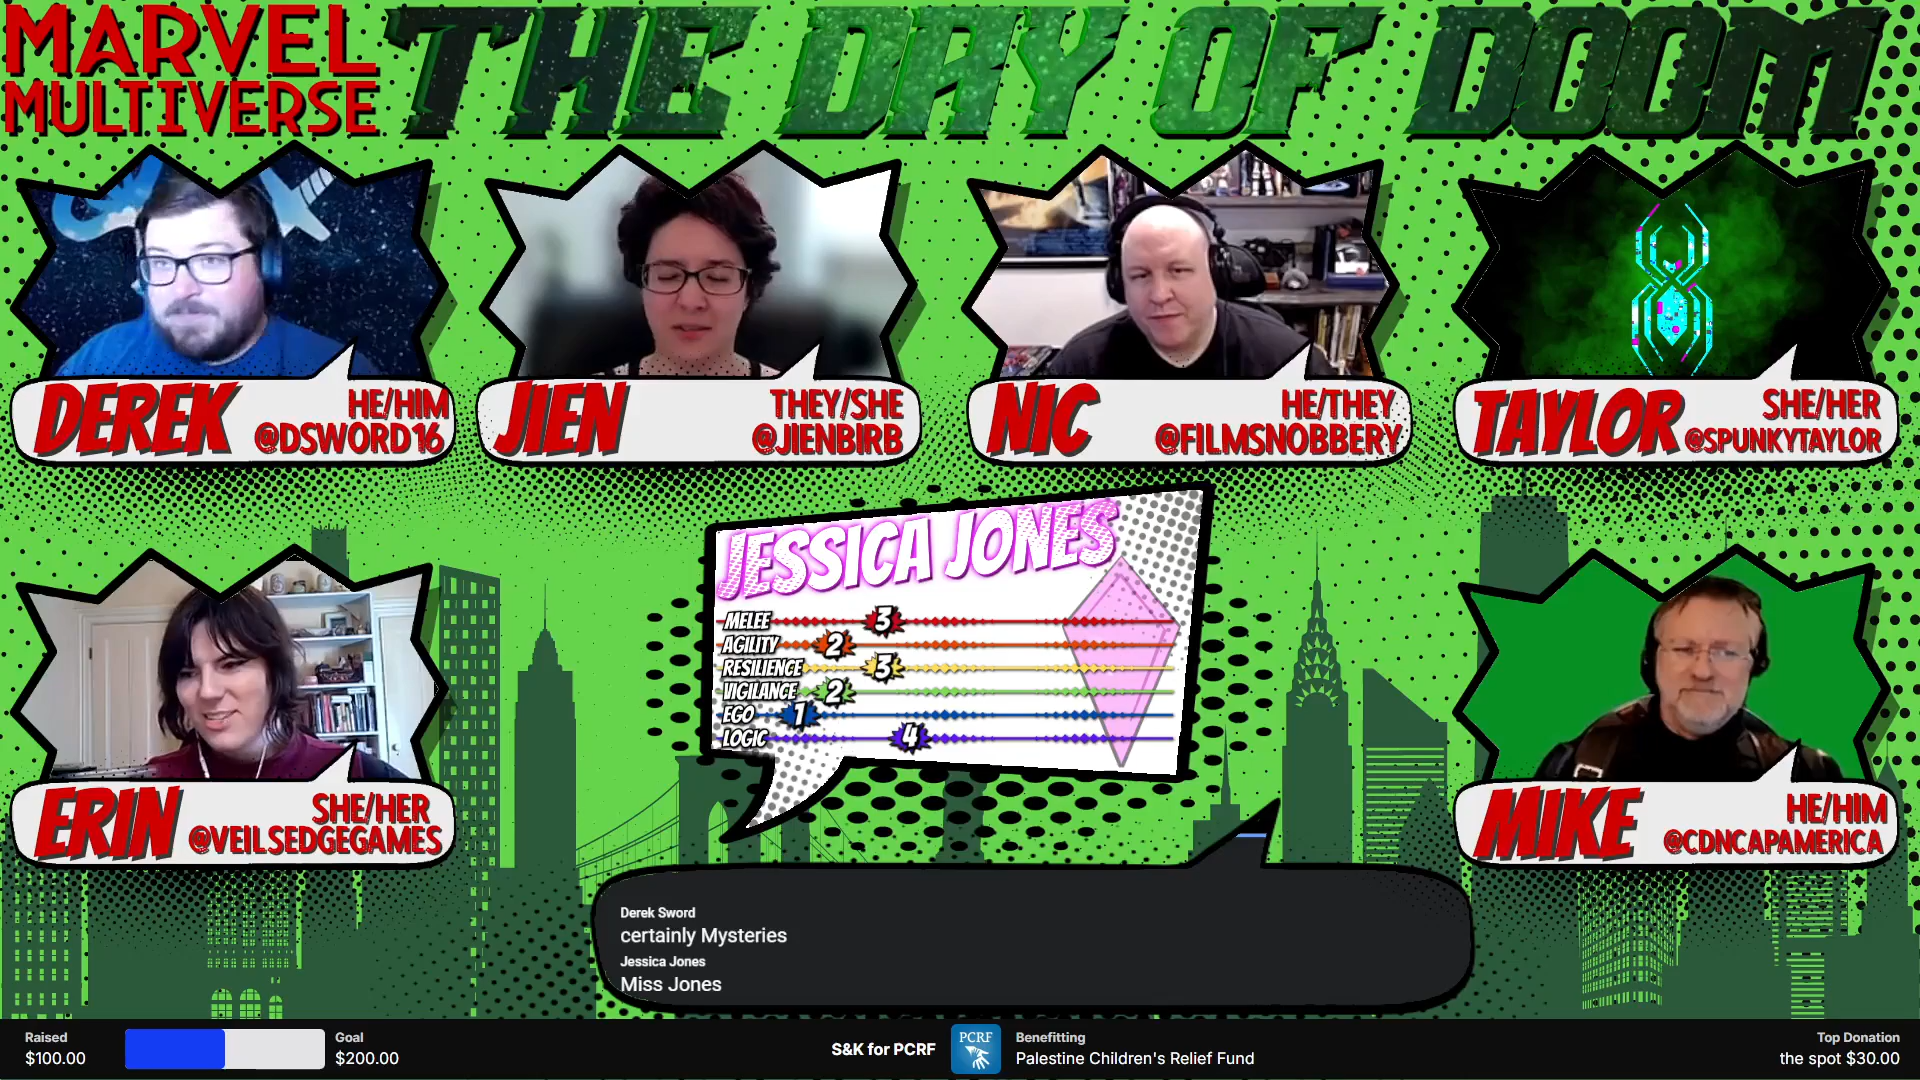 MARVEL
MULTIVERSE
THE DAY OF DOOM
DEREK
HE/HIM
@DSWORD16
JIEN
THEY/SHE
@JIENBIRB
NIC
HE/THEY
@FILMSNOBBERY
TAYLOR
SHE/HER
@SPUNKYTAYLOR
JESSICA JONES
MELEE 3
AGILITY 2
RESILIENCE 3
VIGILANCE 2
EGO 1
LOGIC 4
ERIN
SHE/HER
@VEILSEDGEGAMES
MIKE
HE/HIM
@CDNCAPAMERICA
Derek Sword
certainly Mysteries
Jessica Jones
Miss Jones
Raised
$100.00
Goal
$200.00
S&K for PCRF
PCRF
Benefitting
Palestine Children's Relief Fund
Top Donation
the spot $30.00